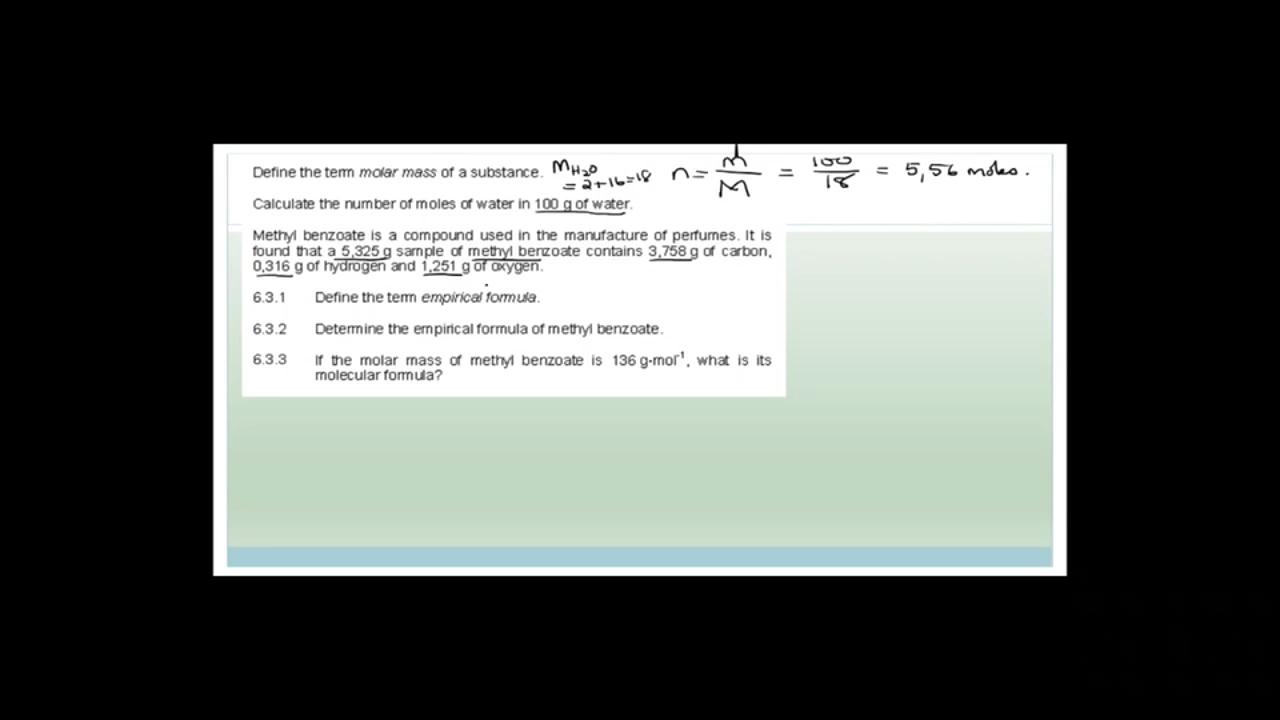 Define the term molar mass of a substance. M H₂O n = m/M = 100/18 = 5,56 moles.
= 2+16=18
Calculate the number of moles of water in 100 g of water.
Methyl benzoate is a compound used in the manufacture of perfumes. It is
found that a 5,325 g sample of methyl benzoate contains 3,758 g of carbon,
0,316 g of hydrogen and 1,251 g of oxygen.
6.3.1 Define the term empirical formula.
6.3.2 Determine the empirical formula of methyl benzoate.
6.3.3 If the molar mass of methyl benzoate is 136 g·mol⁻¹, what is its
molecular formula?